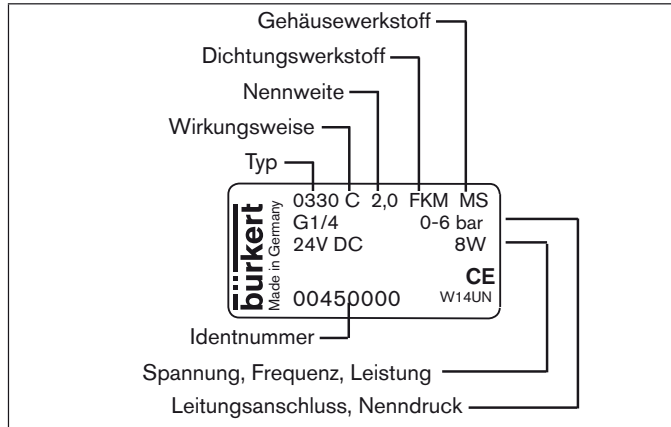 Gehäusewerkstoff
Dichtungswerkstoff
Nennweite
Wirkungsweise
Typ
bürkert
Made in Germany
0330 C 2,0 FKM MS
G1/4 0-6 bar
24V DC 8W
CE
00450000 W14UN
Identnummer
Spannung, Frequenz, Leistung
Leitungsanschluss, Nenndruck